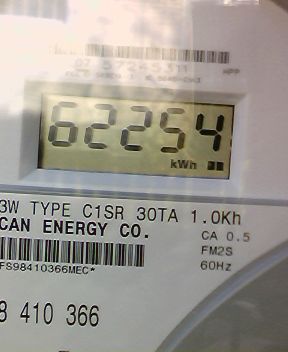 62254
kWh
3W TYPE C1SR 30TA 1.0Kh
CAN ENERGY CO.
CA 0.5
FM2S
60Hz
FS98410366MEC*
8 410 366